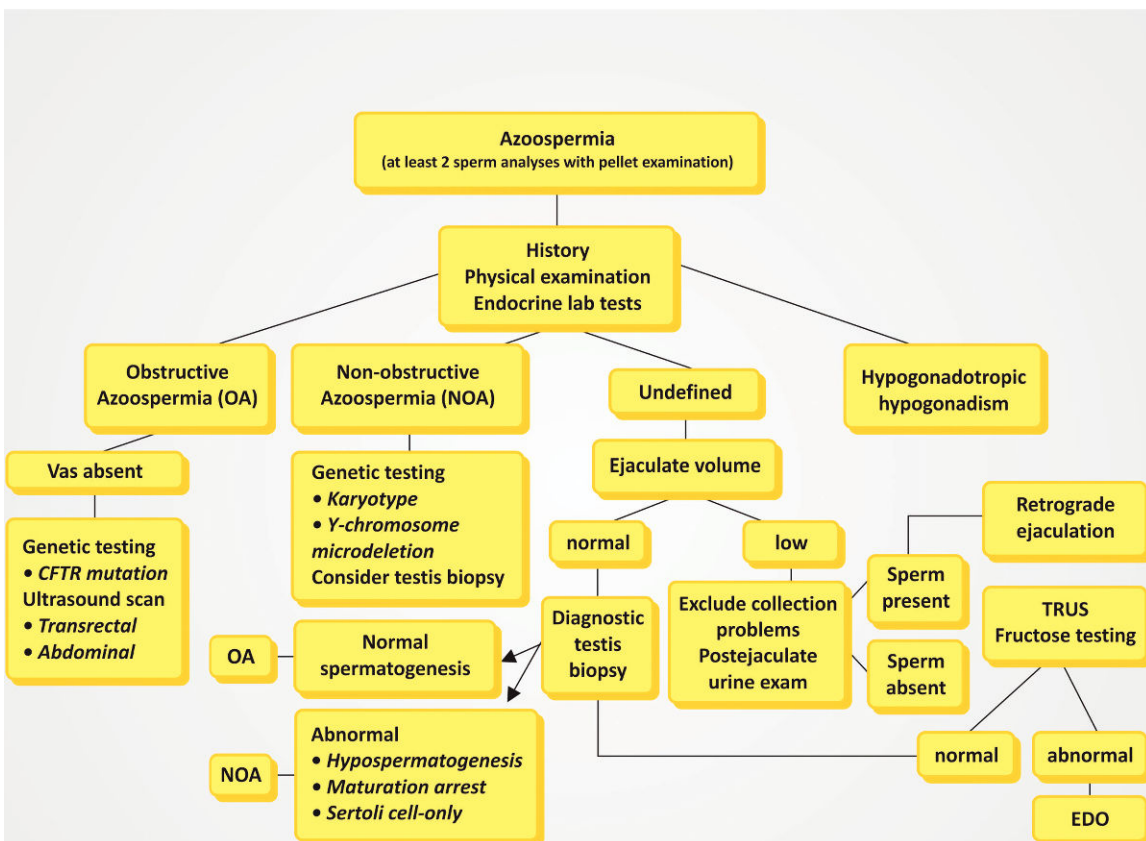 Azoospermia
(at least 2 sperm analyses with pellet examination)
History
Physical examination
Endocrine lab tests
Obstructive
Azoospermia (OA)
Non-obstructive
Azoospermia (NOA)
Undefined
Hypogonadotropic
hypogonadism
Vas absent
Genetic testing
• CFTR mutation
Ultrasound scan
• Transrectal
• Abdominal
Genetic testing
• Karyotype
• Y-chromosome
microdeletion
Consider testis biopsy
Ejaculate volume
normal
low
Diagnostic
testis
biopsy
Exclude collection
problems
Postejaculate
urine exam
Sperm
present
Sperm
absent
Retrograde
ejaculation
TRUS
Fructose testing
OA
Normal
spermatogenesis
NOA
Abnormal
• Hypospermatogenesis
• Maturation arrest
• Sertoli cell-only
normal
abnormal
EDO